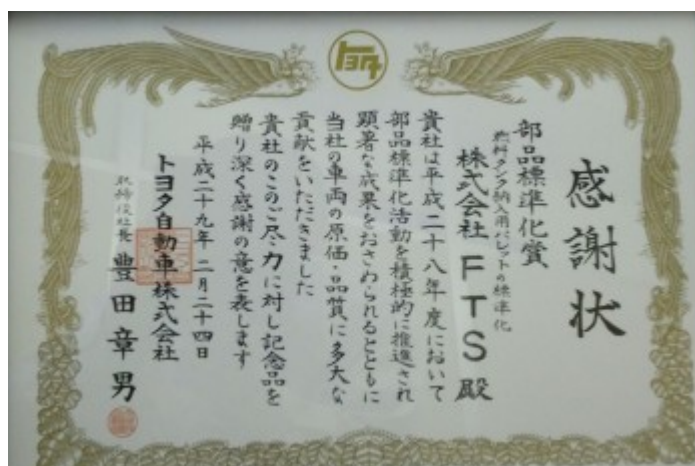 トヨタ
感謝状
部品標準化賞
燃料タンク納入用パレットの標準化
株式会社FTS殿
貴社は平成二十八年度において
部品標準化活動を積極的に推進され
顕著な成果をおさめられるとともに
当社の車両の原価・品質に多大な
貢献をいただきました
貴社のこのご尽力に対し記念品を
贈り深く感謝の意を表します
平成二十九年 二月二十四日
トヨタ自動車株式会社
取締役社長 豊田章男